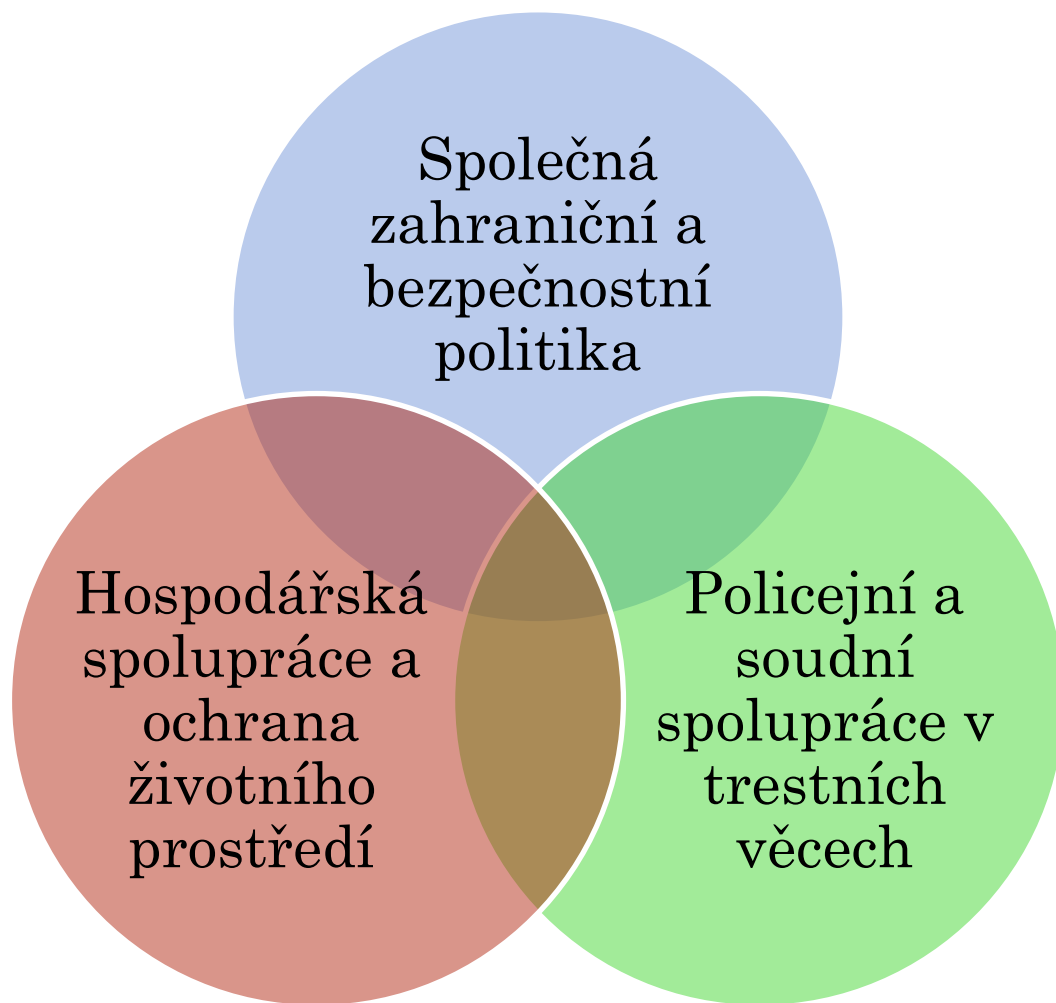 Společná
zahraniční a
bezpečnostní
politika
Hospodářská
spolupráce a
ochrana
životního
prostředí
Policejní a
soudní
spolupráce v
trestních
věcech